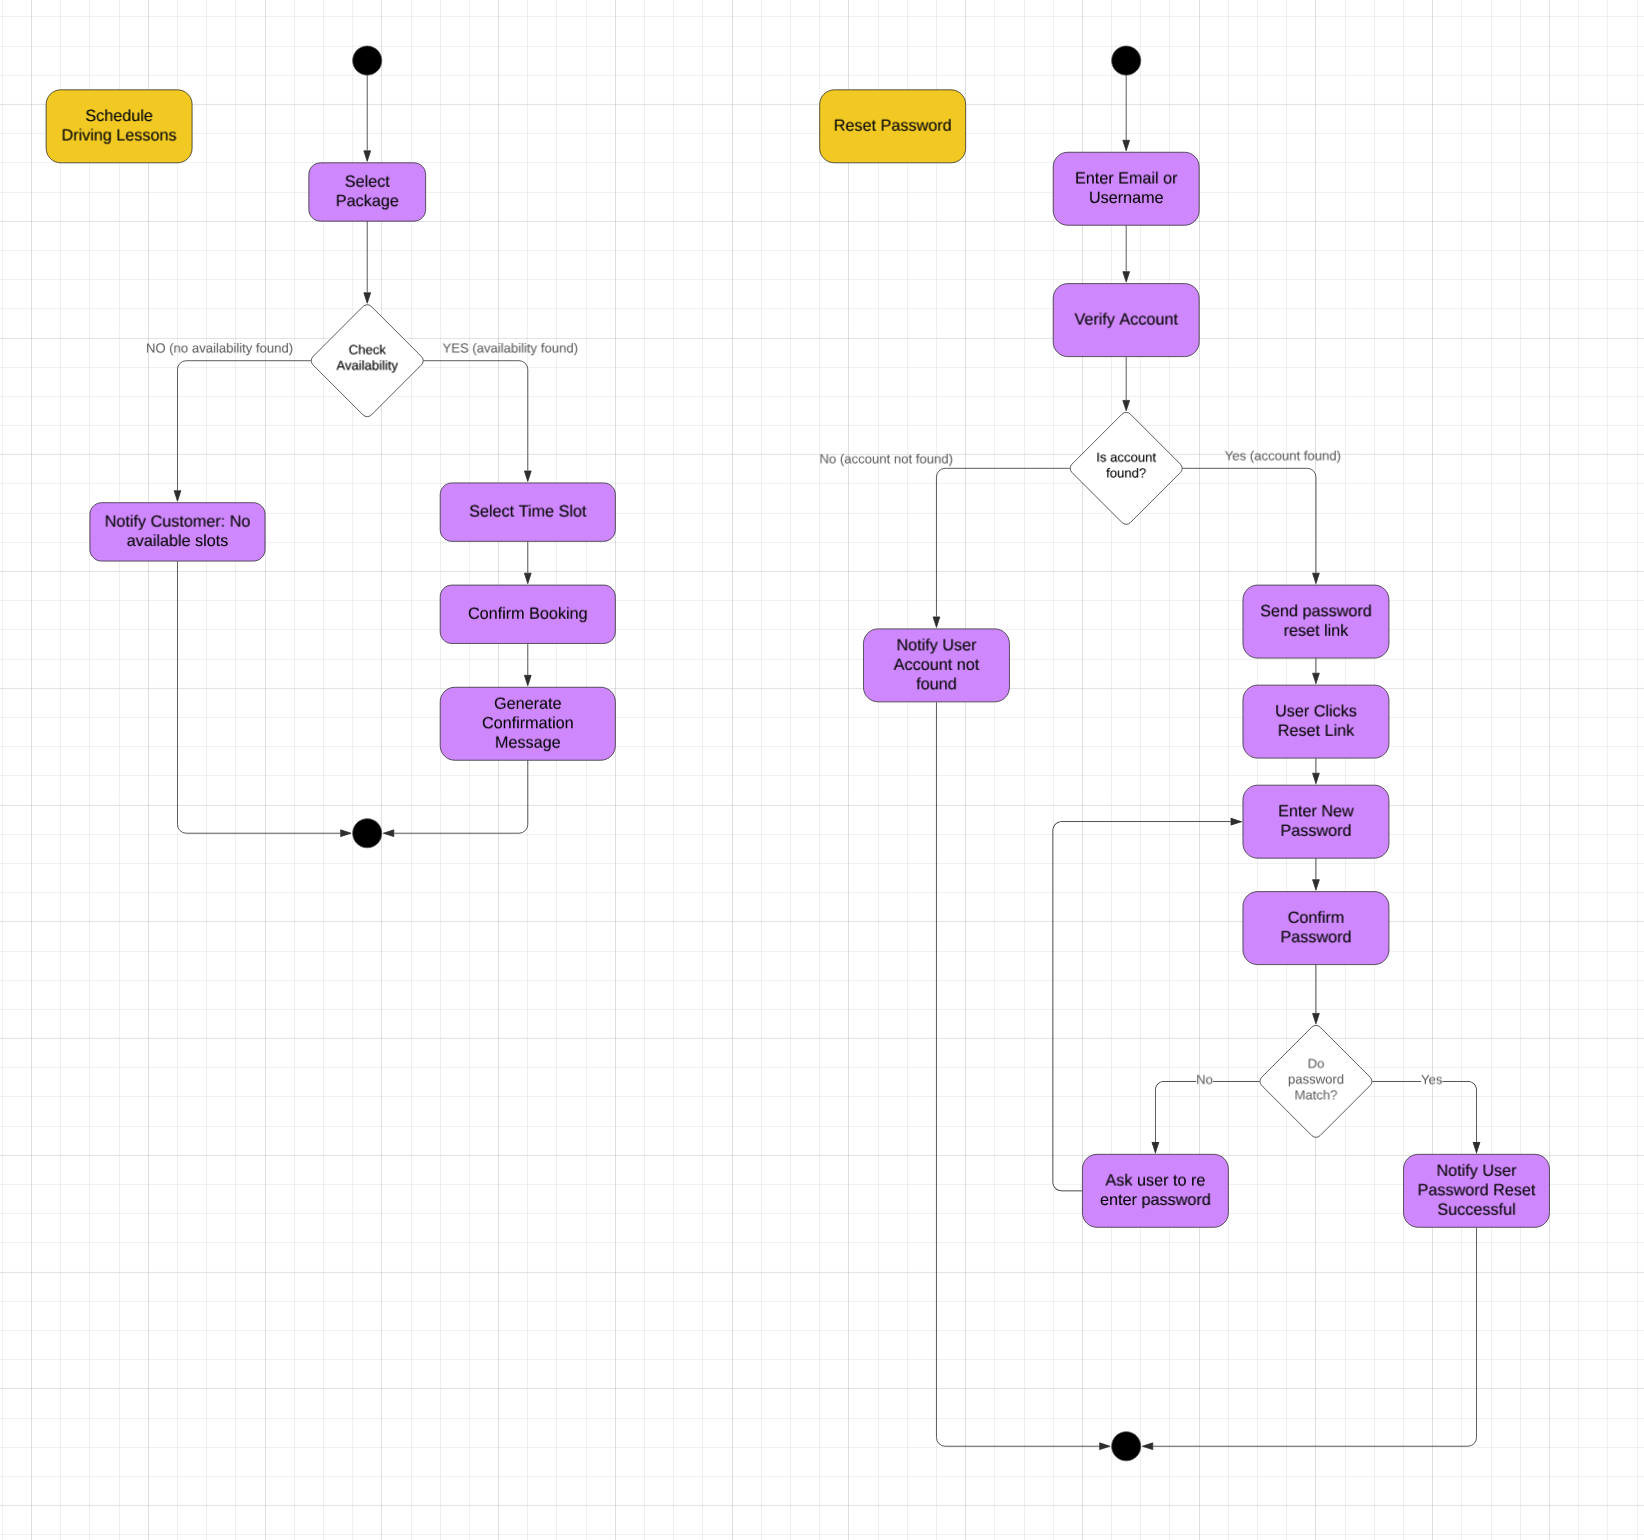 Schedule
Driving Lessons
Select
Package
Check
Availability
NO (no availability found)
YES (availability found)
Notify Customer: No
available slots
Select Time Slot
Confirm Booking
Generate
Confirmation
Message
Reset Password
Enter Email or
Username
Verify Account
Is account
found?
No (account not found)
Yes (account found)
Notify User
Account not
found
Send password
reset link
User Clicks
Reset Link
Enter New
Password
Confirm
Password
Do
password
Match?
No
Yes
Ask user to re
enter password
Notify User
Password Reset
Successful